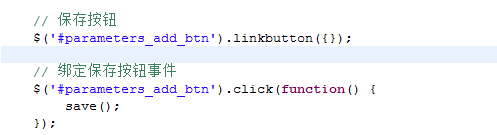 // 保存按钮
$('#parameters_add_btn').linkbutton({});
// 绑定保存按钮事件
$('#parameters_add_btn').click(function() {
save();
});